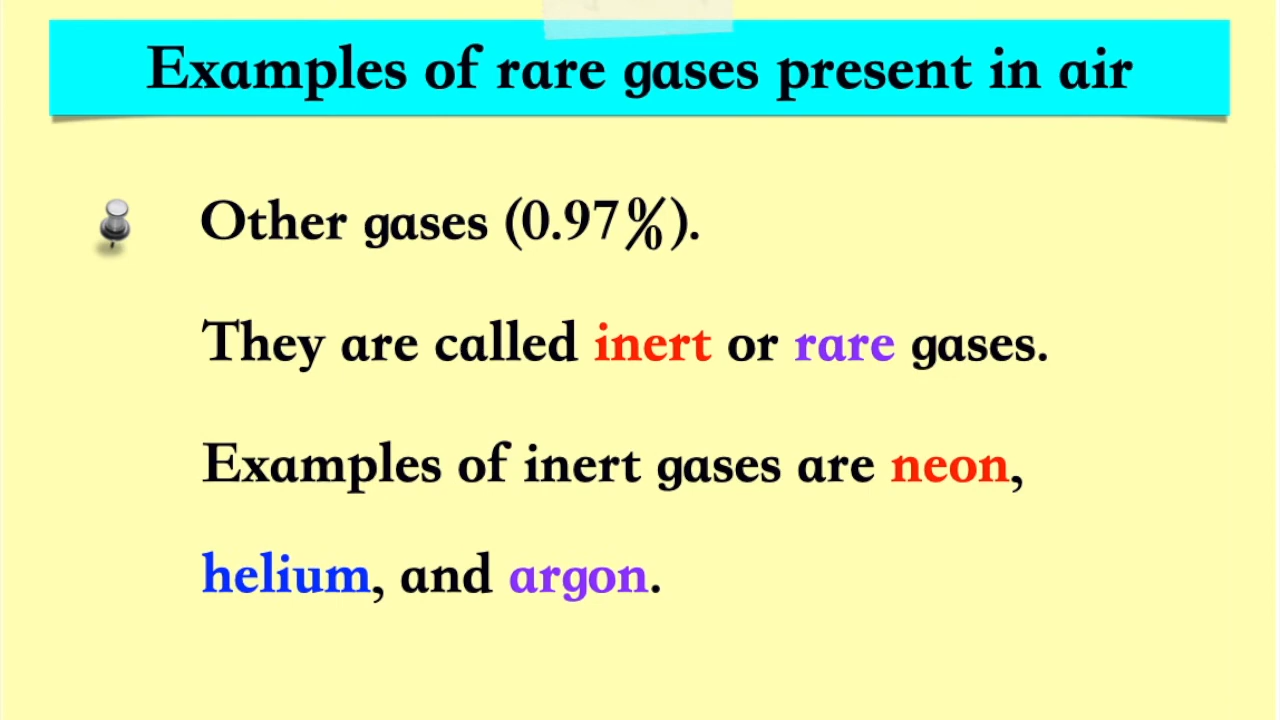 Examples of rare gases present in air
Other gases (0.97%).
They are called inert or rare gases.
Examples of inert gases are neon,
helium, and argon.